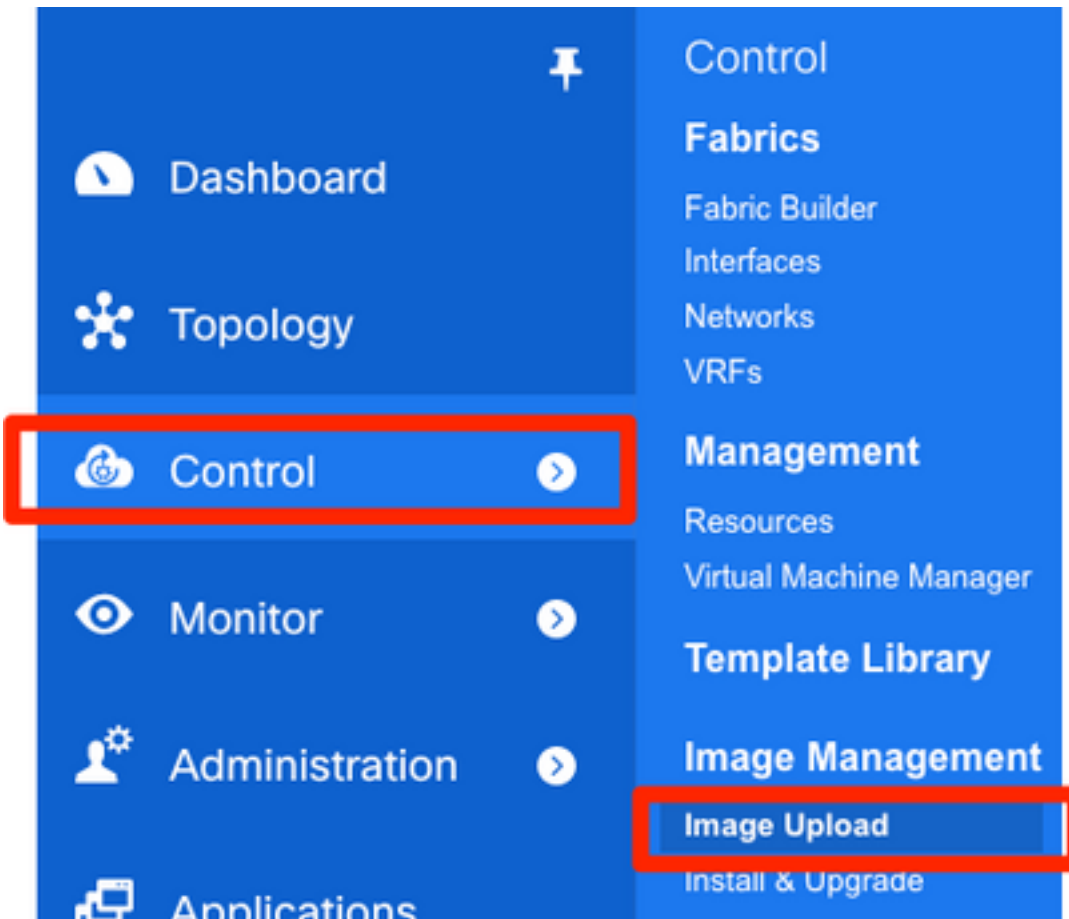 Dashboard
Topology
Control
Monitor
Administration
Applications
Control
Fabrics
Fabric Builder
Interfaces
Networks
VRFs
Management
Resources
Virtual Machine Manager
Template Library
Image Management
Image Upload
Install & Upgrade